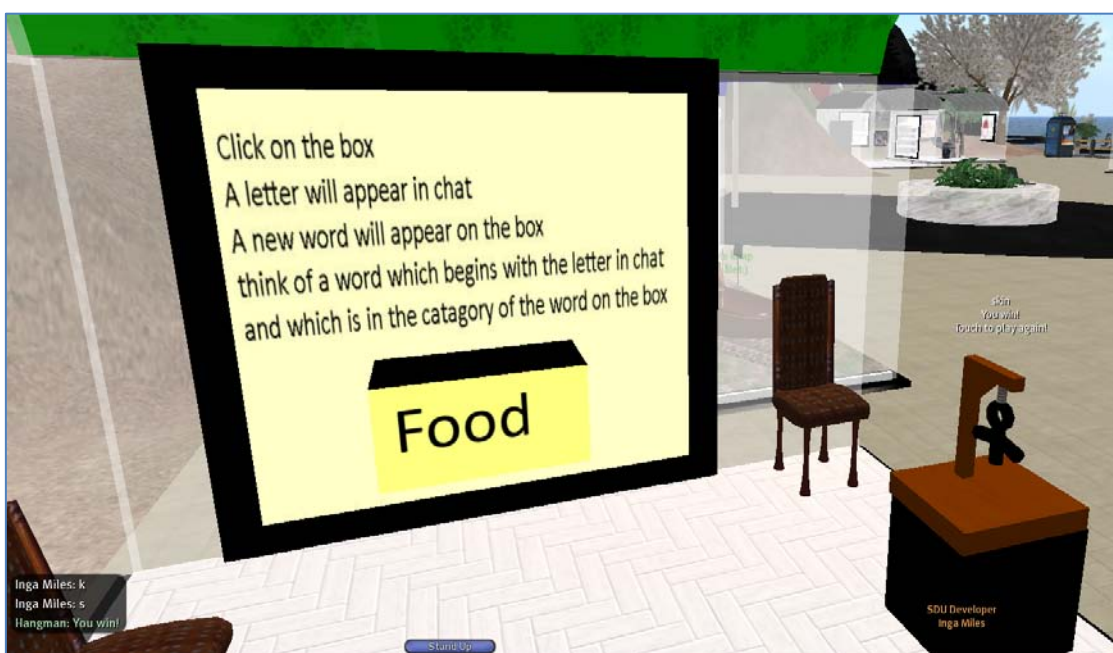 Click on the box
A letter will appear in chat
A new word will appear on the box
think of a word which begins with the letter in chat
and which is in the catagory of the word on the box
Food
skin
You win!
Touch to play again!
Inga Miles: k
Inga Miles: s
Hangman: You win!
SDU Developer
Inga Miles
Stand Up